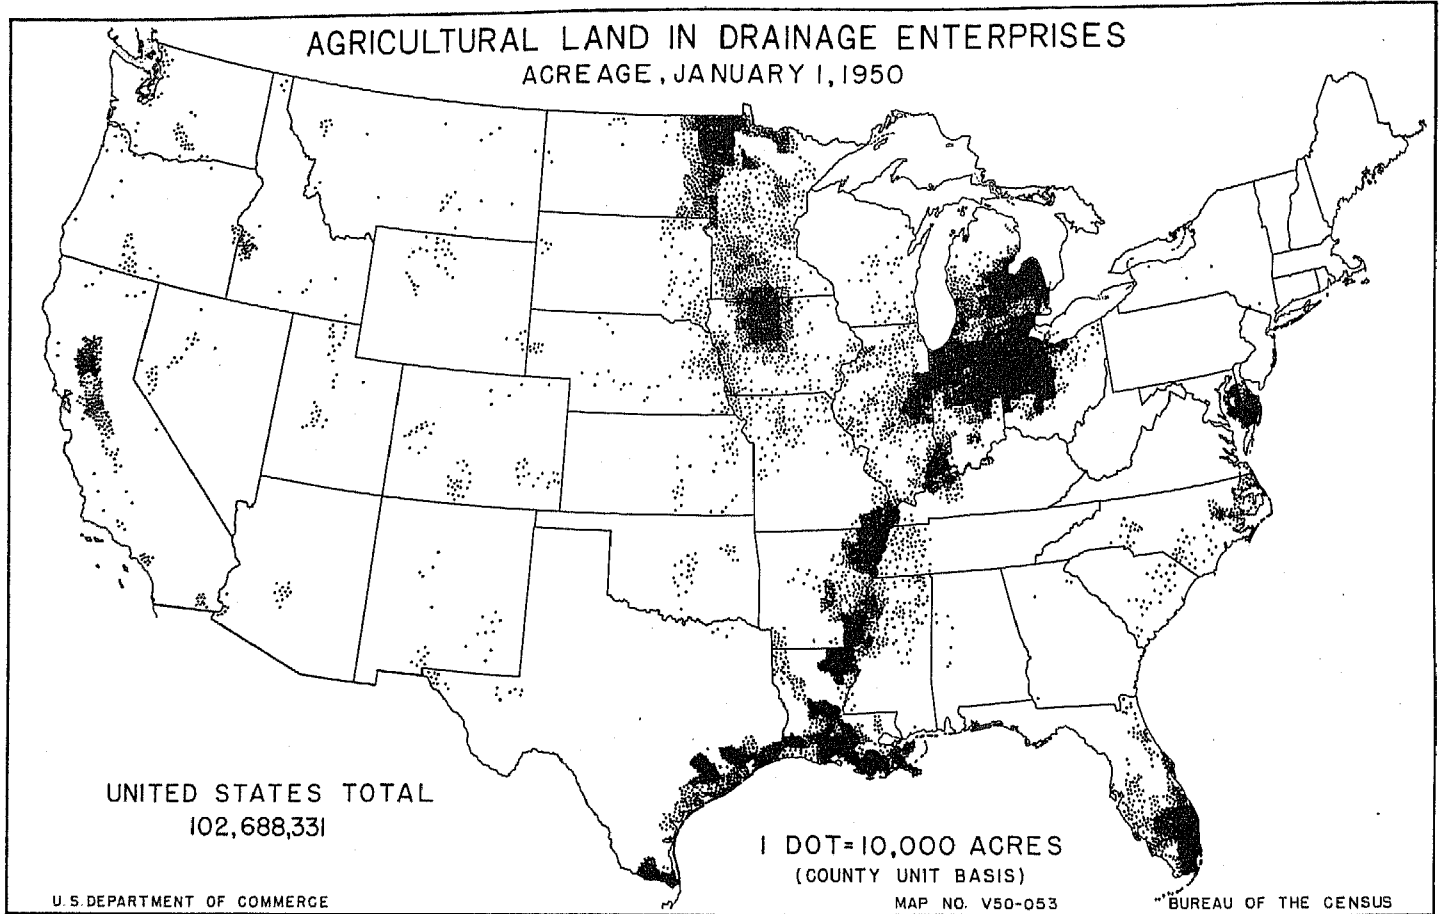 AGRICULTURAL LAND IN DRAINAGE ENTERPRISES
ACREAGE, JANUARY 1, 1950
UNITED STATES TOTAL
102,688,331
1 DOT=10,000 ACRES
(COUNTY UNIT BASIS)
U.S. DEPARTMENT OF COMMERCE
MAP NO. V50-053
BUREAU OF THE CENSUS